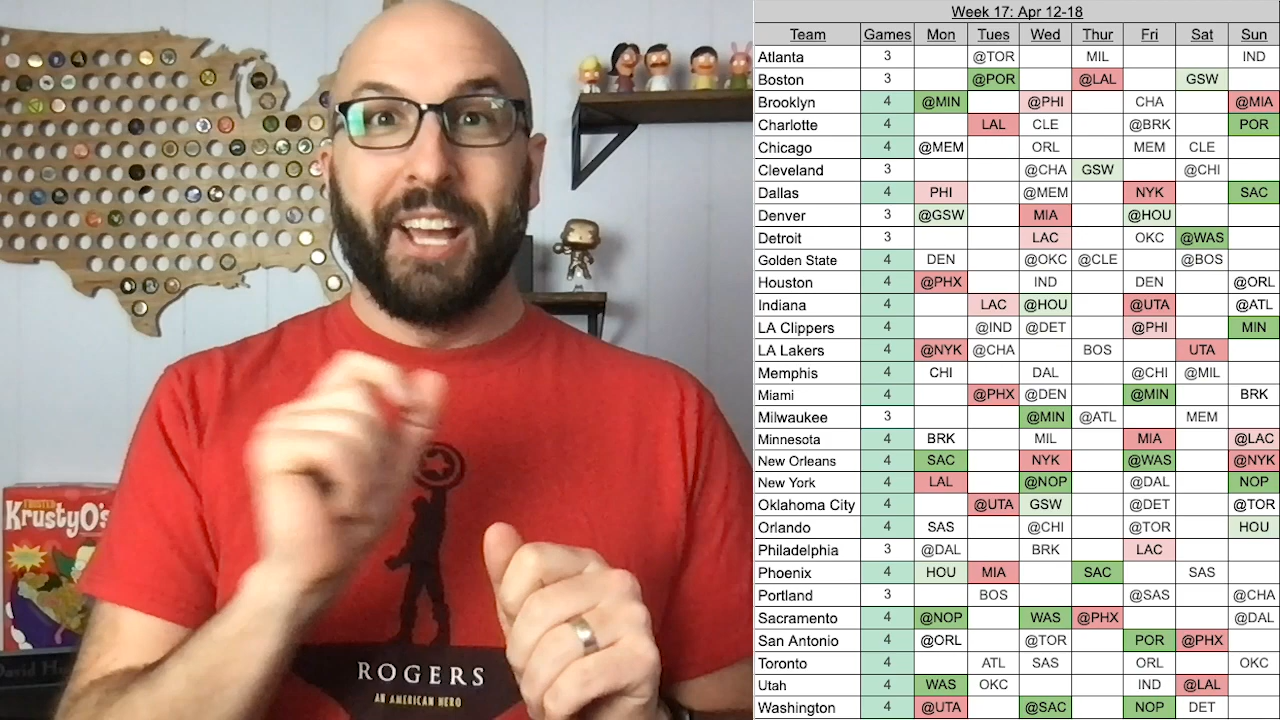 FROSTED
KrustyO's
David H
ROGERS
AN AMERICAN HERO
Week 17: Apr 12-18
Team Games Mon Tues Wed Thur Fri Sat Sun
Atlanta 3 @TOR MIL IND
Boston 3 @POR @LAL GSW
Brooklyn 4 @MIN @PHI CHA @MIA
Charlotte 4 LAL CLE @BRK POR
Chicago 4 @MEM ORL MEM CLE
Cleveland 3 @CHA GSW @CHI
Dallas 4 PHI @MEM NYK SAC
Denver 3 @GSW MIA @HOU
Detroit 3 LAC OKC @WAS
Golden State 4 DEN @OKC @CLE @BOS
Houston 4 @PHX IND DEN @ORL
Indiana 4 LAC @HOU @UTA @ATL
LA Clippers 4 @IND @DET @PHI MIN
LA Lakers 4 @NYK @CHA BOS UTA
Memphis 4 CHI DAL @CHI @MIL
Miami 4 @PHX @DEN @MIN BRK
Milwaukee 3 @MIN @ATL MEM
Minnesota 4 BRK MIL MIA @LAC
New Orleans 4 SAC NYK @WAS @NYK
New York 4 LAL @NOP @DAL NOP
Oklahoma City 4 @UTA GSW @DET @TOR
Orlando 4 SAS @CHI @TOR HOU
Philadelphia 3 @DAL BRK LAC
Phoenix 4 HOU MIA SAC SAS
Portland 3 BOS @SAS @CHA
Sacramento 4 @NOP WAS @PHX @DAL
San Antonio 4 @ORL @TOR POR @PHX
Toronto 4 ATL SAS ORL OKC
Utah 4 WAS OKC IND @LAL
Washington 4 @UTA @SAC NOP DET